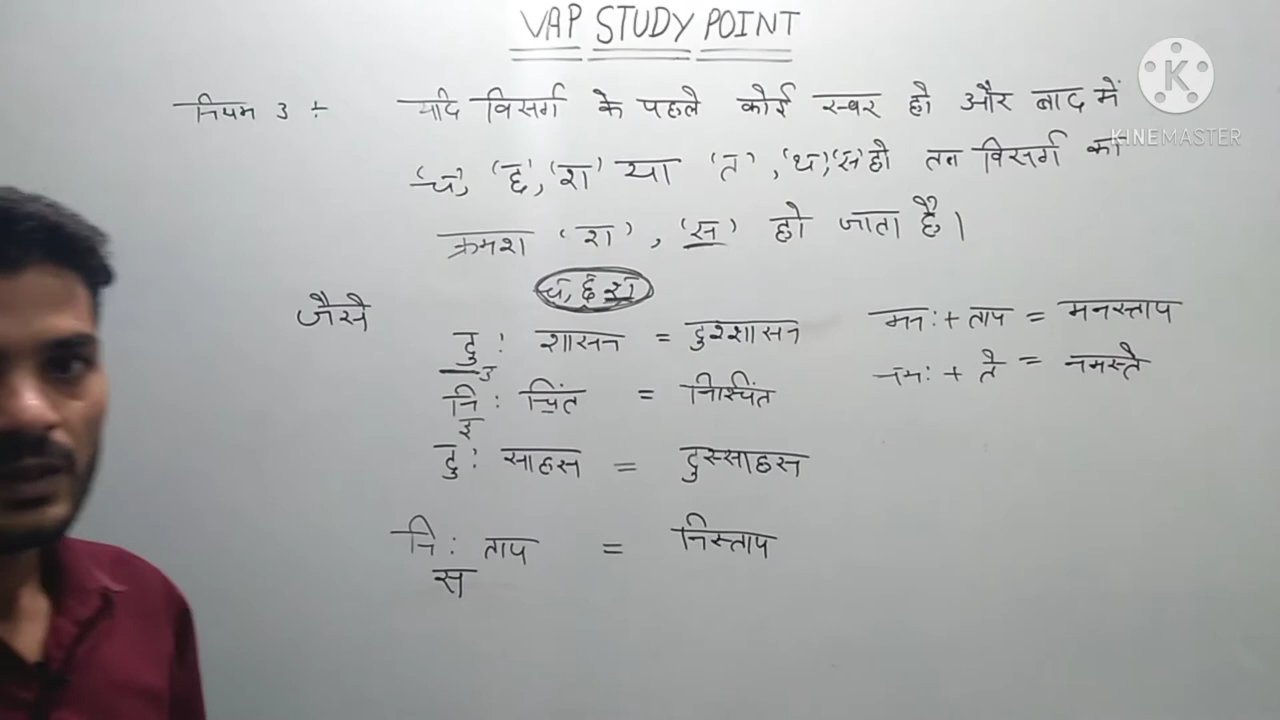 VAP STUDY POINT
नियम 3 ÷ यदि विसर्ग के पहले कोई स्वर हो और बाद में
'च', 'छ', 'श' या 'त', 'थ', 'स' हो तब विसर्ग का
क्रमश 'श', 'स' हो जाता है।
च, छ श
जैसे
दुः शासन = दुश्शासन
उ
निः चिंत = निश्चिंत
इ
दुः साहस = दुस्साहस
निः ताप = निस्ताप
स
मनः + ताप = मनस्ताप
नमः + ते = नमस्ते
K
KINEMASTER